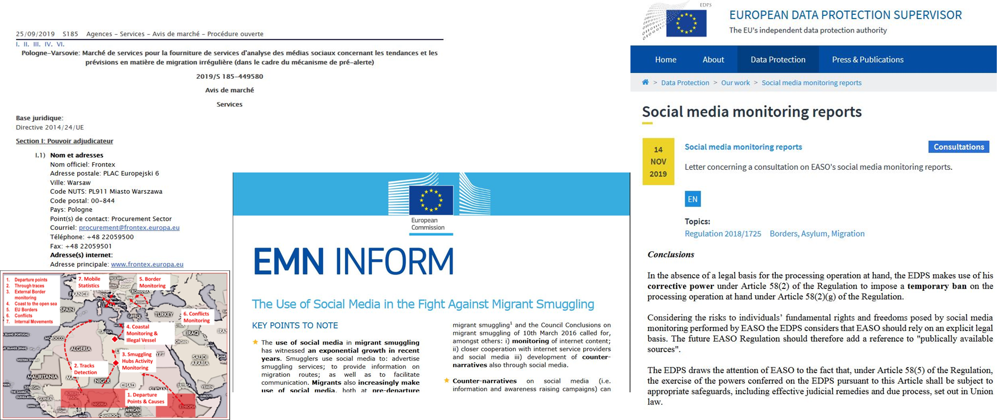 25/09/2019 S185 Agences - Services - Avis de marché - Procédure ouverte
I. II. III. IV. VI.
Pologne-Varsovie: Marché de services pour la fourniture de services d'analyse des médias sociaux concernant les tendances et les
prévisions en matière de migration irrégulière (dans le cadre du mécanisme de pré-alerte)
2019/S 185-449580
Avis de marché
Services
Base juridique:
Directive 2014/24/UE
Section I: Pouvoir adjudicateur
I.1) Nom et adresses
Nom officiel: Frontex
Adresse postale: PLAC Europejski 6
Ville: Warsaw
Code NUTS: PL911 Miasto Warszawa
Code postal: 00-844
Pays: Pologne
Point(s) de contact: Procurement Sector
Courriel: procurement@frontex.europa.eu
Téléphone: +48 22059500
Fax: +48 22059501
Adresse(s) internet:
Adresse principale: www.frontex.europa.eu
1. Departure points
2. Through traces
3. External Border
monitoring
4. Coast to the open sea
5. EU Borders
6. Conflicts
7. Internal Movements
7. Mobile
Statistics
5. Border
Monitoring
FRANCE
ROMANIA
SPAIN
GREECE
TURKEY
6. Conflicts
Monitoring
4. Coastal
Monitoring &
Illegal Vessel
TUNISIA
MOROCCO
ALGERIA
3. Smuggling
Hubs Activity
Monitoring
IRAQ
SAUDI
ARABIA
WESTERN SAHARA
2. Tracks
Detection
MAURITANIA
NIGER
CHAD
SUDAN
ERITREA
YEMEN
SENEGAL
GUINEA
NIGERIA
1. Departure
Points & Causes
ETHIOPIA
DJIBOUTI
SIERRA LEONE
BENIN
CAMEROON
AFRICAN
REPUBLIC
European
Commission
EMN INFORM
The Use of Social Media in the Fight Against Migrant Smuggling
KEY POINTS TO NOTE
The use of social media in migrant smuggling
has witnessed an exponential growth in recent
years. Smugglers use social media to: advertise
smuggling services; to provide information on
migration routes; as well as to facilitate
communication. Migrants also increasingly make
use of social media, both at pre-departure
migrant smuggling1 and the Council Conclusions on
migrant smuggling of 10th March 2016 called for,
amongst others: i) monitoring of internet content;
ii) closer cooperation with internet service providers
and social media iii) development of counter-
narratives also through social media.
Counter-narratives on social media (i.e.
information and awareness raising campaigns) can
EDPS
EUROPEAN DATA PROTECTION SUPERVISOR
The EU's independent data protection authority
Home About Data Protection Press & Publications
> Data Protection > Our work > Social media monitoring reports
Social media monitoring reports
14
NOV
2019
Social media monitoring reports
Consultations
Letter concerning a consultation on EASO's social media monitoring reports.
EN
Topics:
Regulation 2018/1725 Borders, Asylum, Migration
Conclusions
In the absence of a legal basis for the processing operation at hand, the EDPS makes use of his
corrective power under Article 58(2) of the Regulation to impose a temporary ban on the
processing operation at hand under Article 58(2)(g) of the Regulation.
Considering the risks to individuals' fundamental rights and freedoms posed by social media
monitoring performed by EASO the EDPS considers that EASO should rely on an explicit legal
basis. The future EASO Regulation should therefore add a reference to "publically available
sources".
The EDPS draws the attention of EASO to the fact that, under Article 58(5) of the Regulation,
the exercise of the powers conferred on the EDPS pursuant to this Article shall be subject to
appropriate safeguards, including effective judicial remedies and due process, set out in Union
law.